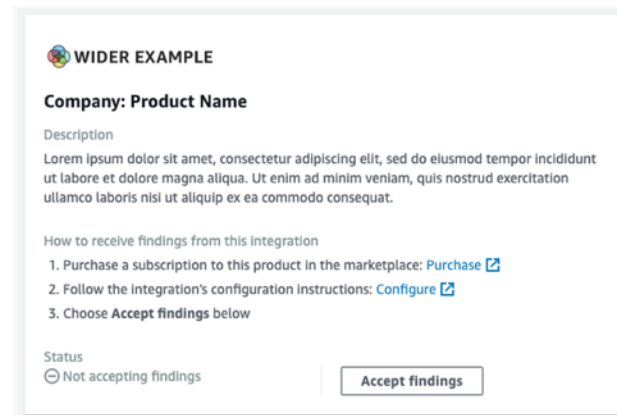 WIDER EXAMPLE
Company: Product Name
Description
Lorem ipsum dolor sit amet, consectetur adipiscing elit, sed do eiusmod tempor incididunt
ut labore et dolore magna aliqua. Ut enim ad minim veniam, quis nostrud exercitation
ullamco laboris nisi ut aliquip ex ea commodo consequat.
How to receive findings from this integration
1. Purchase a subscription to this product in the marketplace: Purchase
2. Follow the integration's configuration instructions: Configure
3. Choose Accept findings below
Status
Not accepting findings
Accept findings